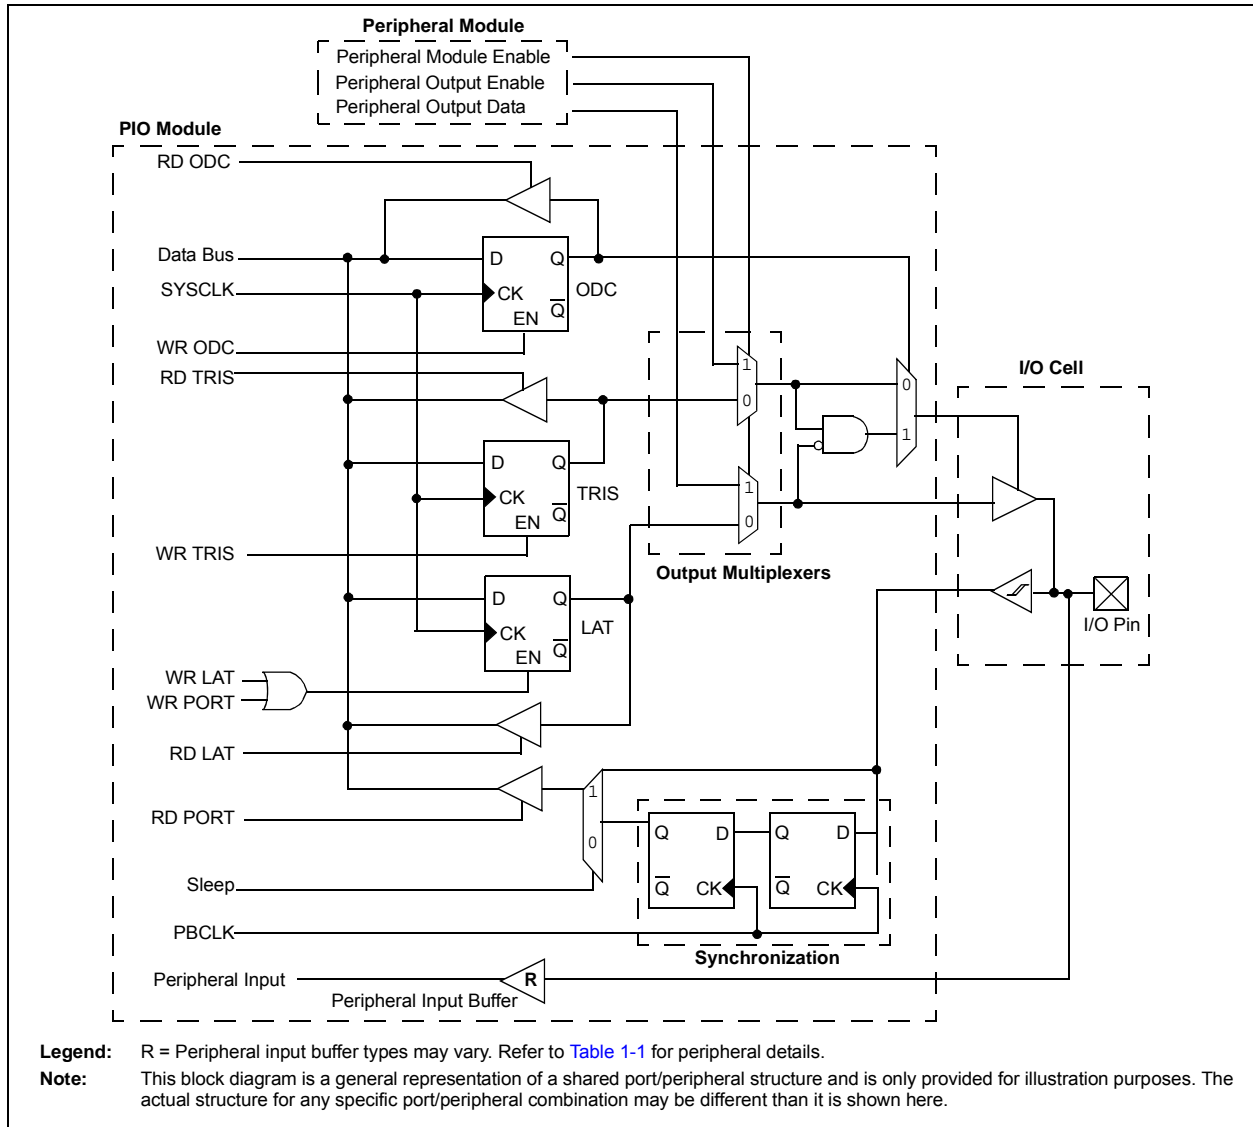 Peripheral Module
Peripheral Module Enable
Peripheral Output Enable
Peripheral Output Data
PIO Module
RD ODC
Data Bus
D
Q
SYSCLK
CK
Q
ODC
EN
WR ODC
RD TRIS
1
0
I/O Cell
0
1
D
Q
CK
Q
TRIS
EN
1
0
WR TRIS
Output Multiplexers
D
Q
CK
Q
LAT
EN
I/O Pin
WR LAT
WR PORT
RD LAT
1
0
RD PORT
Q
D
Q
D
Q
CK
Q
CK
Sleep
PBCLK
Synchronization
Peripheral Input
R
Peripheral Input Buffer
Legend: R = Peripheral input buffer types may vary. Refer to Table 1-1 for peripheral details.
Note: This block diagram is a general representation of a shared port/peripheral structure and is only provided for illustration purposes. The
actual structure for any specific port/peripheral combination may be different than it is shown here.